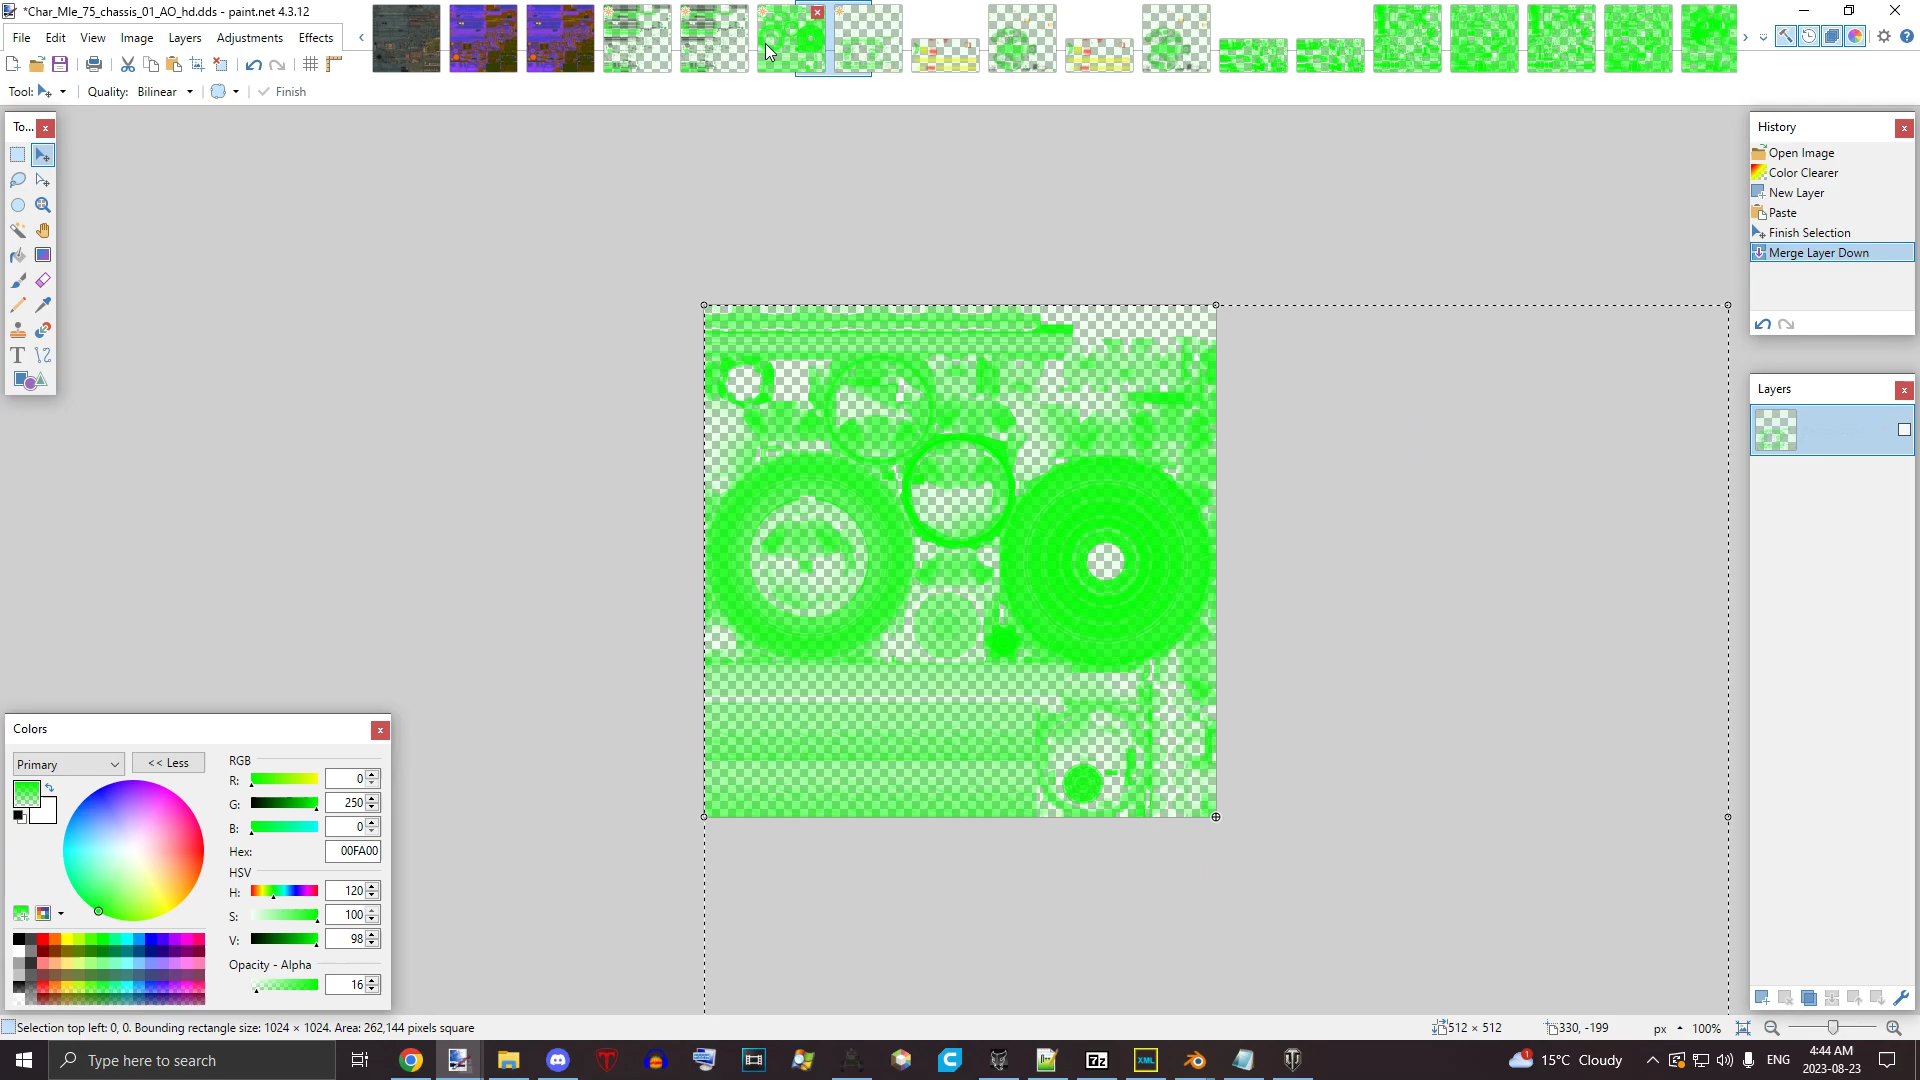 *Char_Mle_75_chassis_01_AO_hd.dds - paint.net 4.3.12
File Edit View Image Layers Adjustments Effects
Tool: Quality: Bilinear Finish
To...
History
Open Image
Color Clearer
New Layer
Paste
Finish Selection
Merge Layer Down
Layers
Colors
Primary
<< Less
RGB
R: 0
G: 250
B: 0
Hex: 00FA00
HSV
H: 120
S: 100
V: 98
Opacity - Alpha
16
Selection top left: 0, 0. Bounding rectangle size: 1024 × 1024. Area: 262,144 pixels square
512 × 512
330, -199
px
100%
Type here to search
7z
XML
1
15°C Cloudy
ENG
4:44 AM
2023-08-23